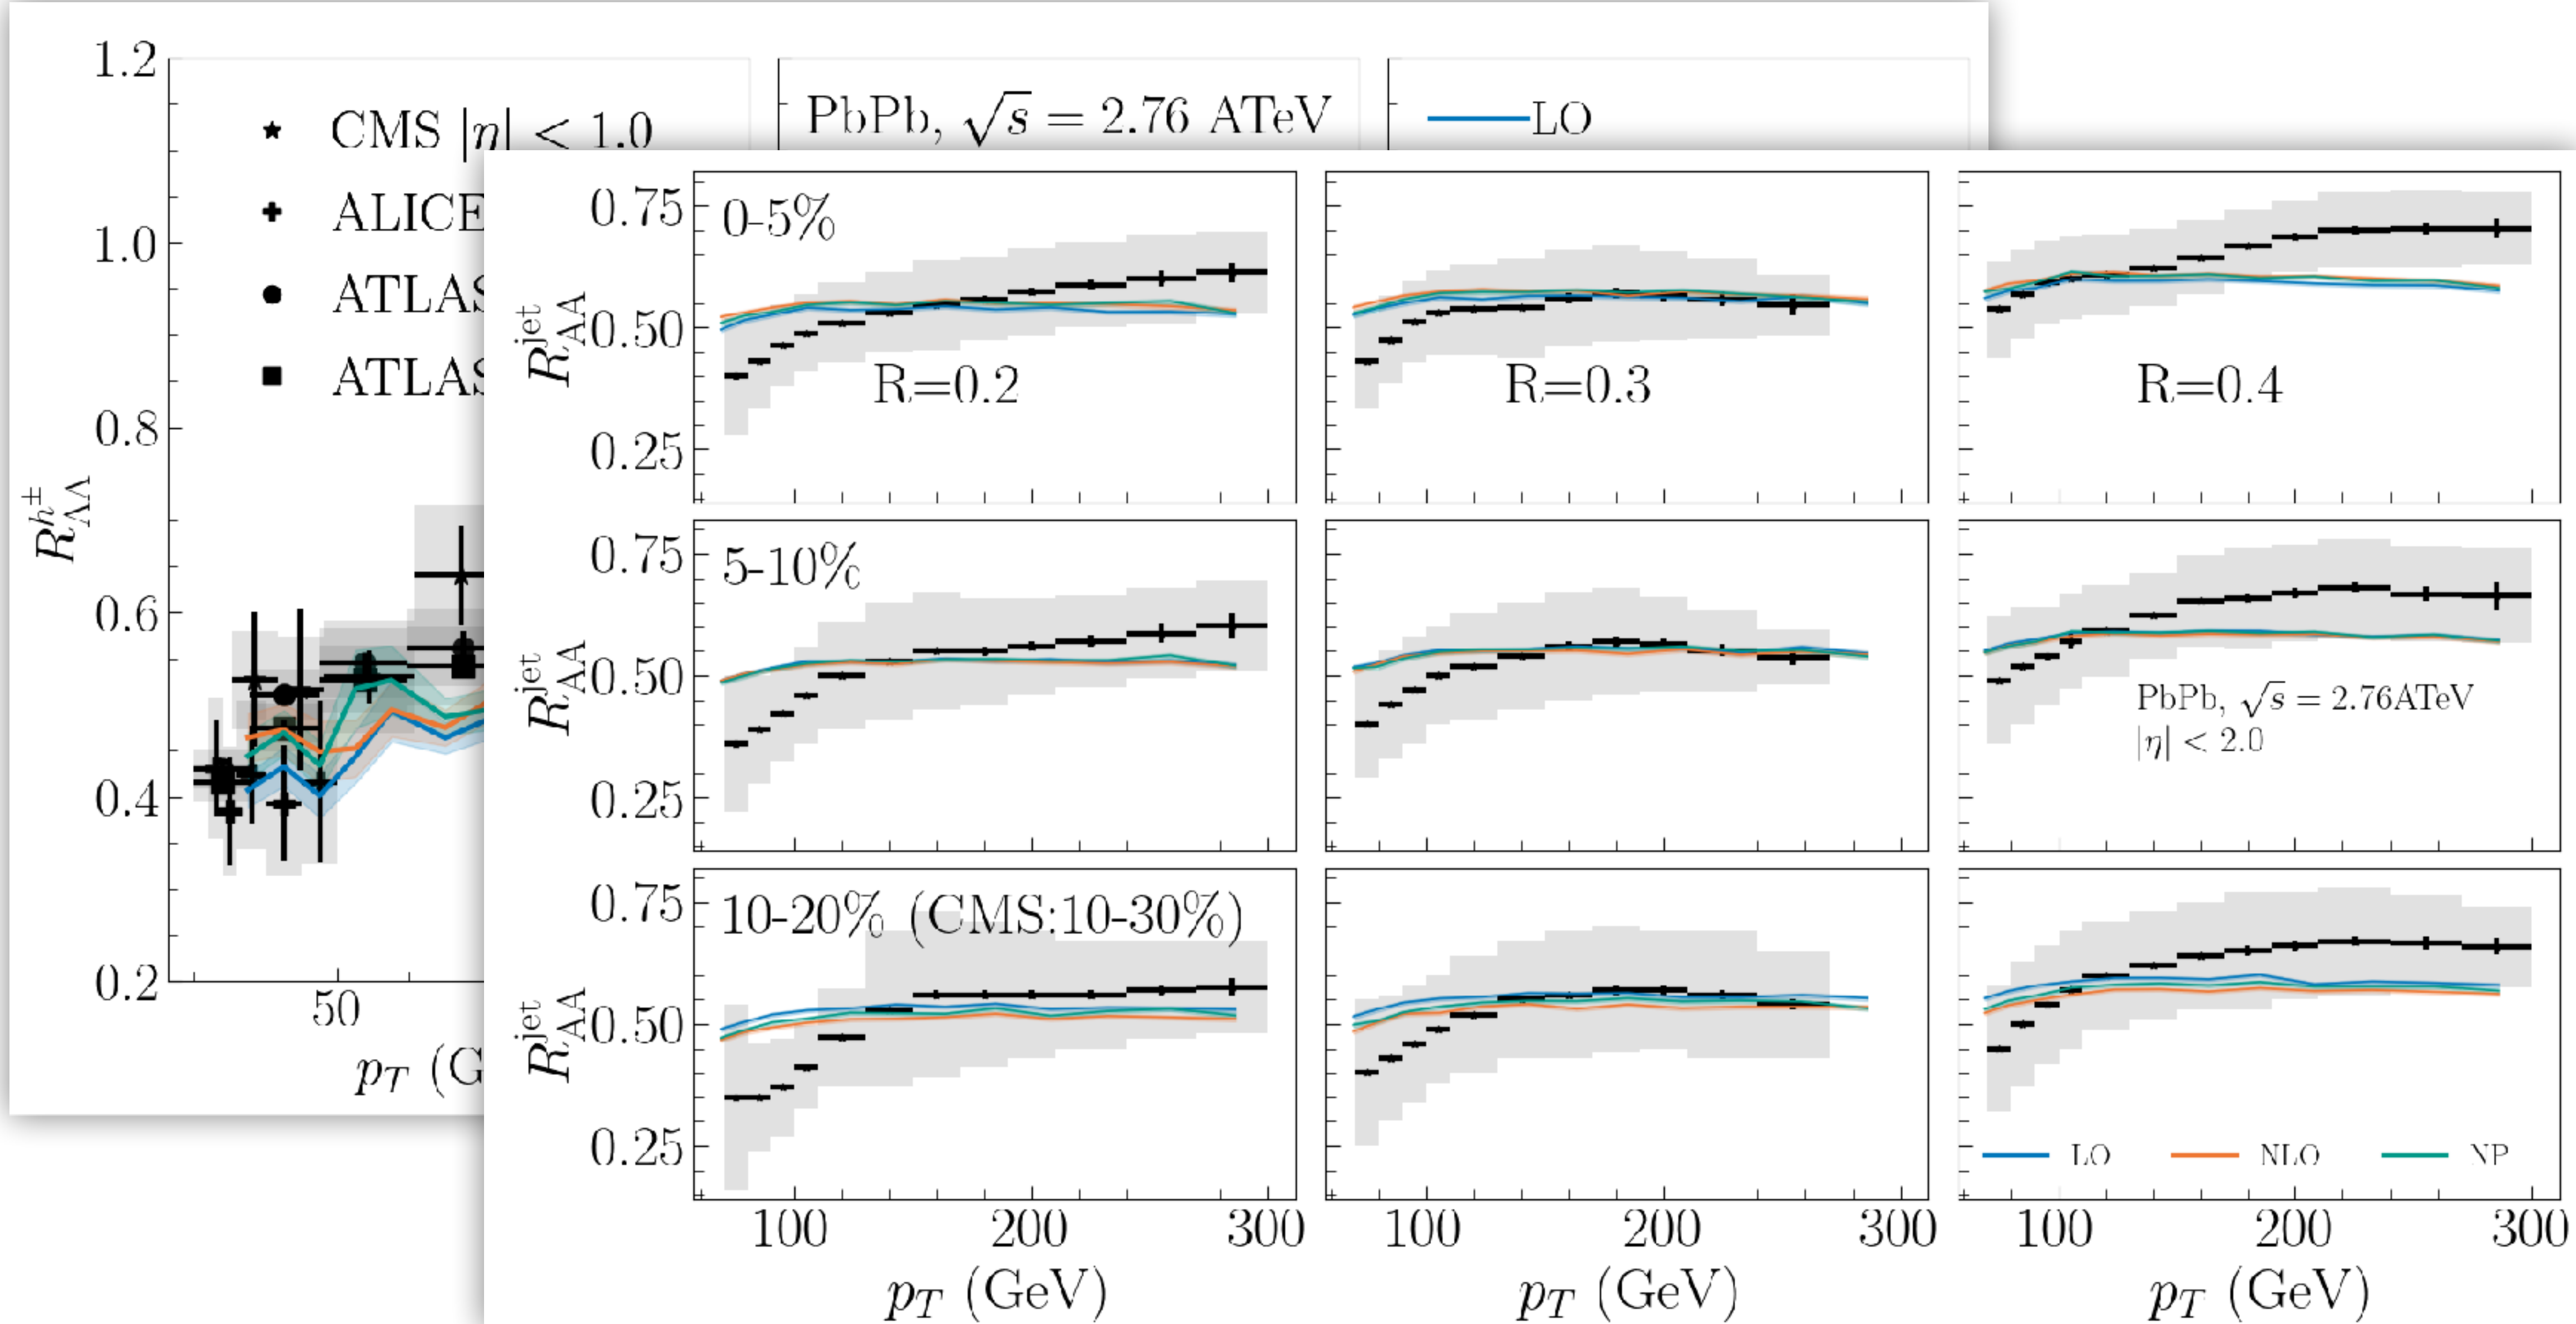 1.2
1.0
0.8
0.6
0.4
0.2
R_{AA}^{h^±}
50
p_T (G
CMS |η| < 1.0
ALICE
ATLAS
ATLAS
PbPb, √s = 2.76 ATeV
LO
0.75
0.50
0.25
R_{AA}^{jet}
0-5%
R=0.2
R=0.3
R=0.4
0.75
0.50
0.25
R_{AA}^{jet}
5-10%
PbPb, √s = 2.76ATeV
|η| < 2.0
0.75
0.50
0.25
R_{AA}^{jet}
10-20% (CMS:10-30%)
LO NLO NP
100 200 300 100 200 300 100 200 300
p_T (GeV) p_T (GeV) p_T (GeV)